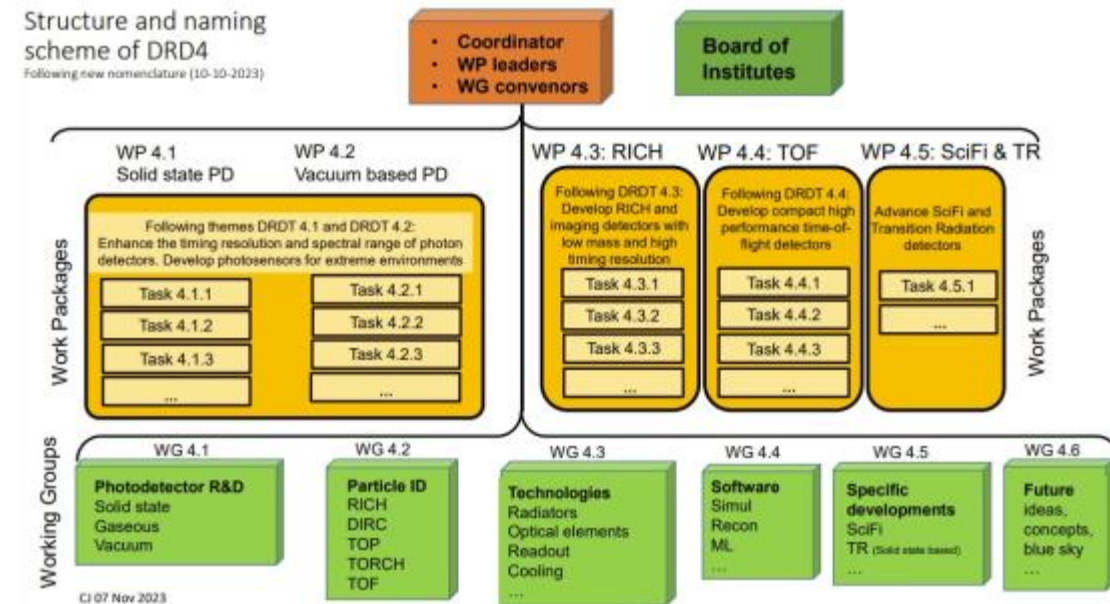 Structure and naming
scheme of DRD4
Following new nomenclature (10-10-2023)
• Coordinator
• WP leaders
• WG convenors
Board of
Institutes
WP 4.1
Solid state PD
WP 4.2
Vacuum based PD
WP 4.3: RICH
WP 4.4: TOF
WP 4.5: SciFi & TR
Work Packages
Following themes DRDT 4.1 and DRDT 4.2:
Enhance the timing resolution and spectral range of photon
detectors. Develop photosensors for extreme environments
Task 4.1.1
Task 4.1.2
Task 4.1.3
...
Task 4.2.1
Task 4.2.2
Task 4.2.3
...
Following DRDT 4.3:
Develop RICH and
imaging detectors with
low mass and high
timing resolution
Task 4.3.1
Task 4.3.2
Task 4.3.3
...
Following DRDT 4.4:
Develop compact high
performance time-of-
flight detectors
Task 4.4.1
Task 4.4.2
Task 4.4.3
...
Advance SciFi and
Transition Radiation
detectors
Task 4.5.1
...
Work Packages
Working Groups
WG 4.1
Photodetector R&D
Solid state
Gaseous
Vacuum
WG 4.2
Particle ID
RICH
DIRC
TOP
TORCH
TOF
WG 4.3
Technologies
Radiators
Optical elements
Readout
Cooling
...
WG 4.4
Software
Simul
Recon
ML
...
WG 4.5
Specific
developments
SciFi
TR (Solid state based)
...
WG 4.6
Future
ideas,
concepts,
blue sky
...
CJ 07 Nov 2023